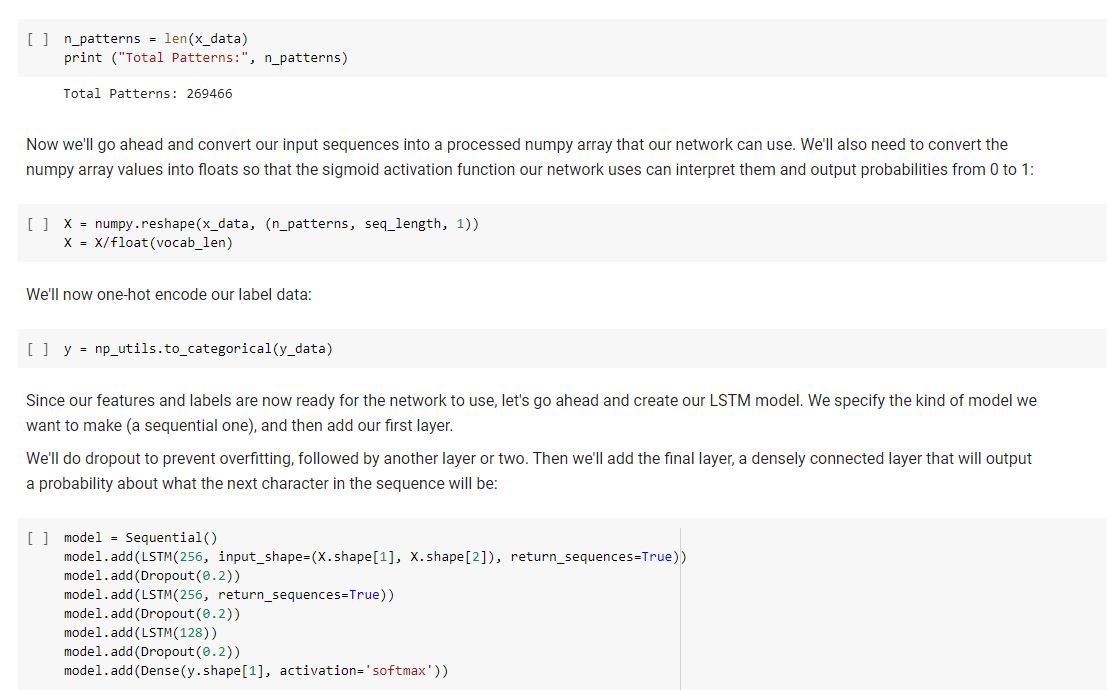 [ ] n_patterns = len(x_data)
print ("Total Patterns:", n_patterns)
Total Patterns: 269466
Now we'll go ahead and convert our input sequences into a processed numpy array that our network can use. We'll also need to convert the
numpy array values into floats so that the sigmoid activation function our network uses can interpret them and output probabilities from 0 to 1:
[ ] X = numpy.reshape(x_data, (n_patterns, seq_length, 1))
X = X/float(vocab_len)
We'll now one-hot encode our label data:
[ ] y = np_utils.to_categorical(y_data)
Since our features and labels are now ready for the network to use, let's go ahead and create our LSTM model. We specify the kind of model we
want to make (a sequential one), and then add our first layer.
We'll do dropout to prevent overfitting, followed by another layer or two. Then we'll add the final layer, a densely connected layer that will output
a probability about what the next character in the sequence will be:
[ ] model = Sequential()
model.add(LSTM(256, input_shape=(X.shape[1], X.shape[2]), return_sequences=True))
model.add(Dropout(0.2))
model.add(LSTM(256, return_sequences=True))
model.add(Dropout(0.2))
model.add(LSTM(128))
model.add(Dropout(0.2))
model.add(Dense(y.shape[1], activation='softmax'))